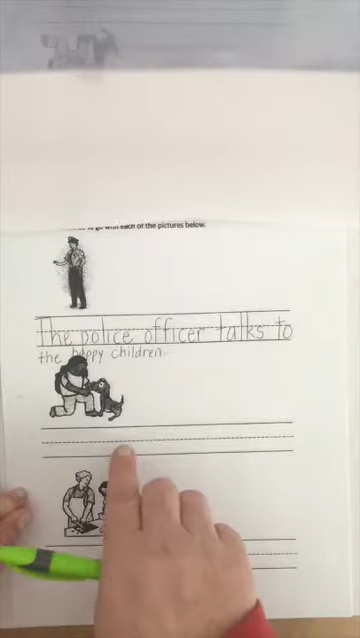 to go with each of the pictures below.
The police officer talks to
the happy children.